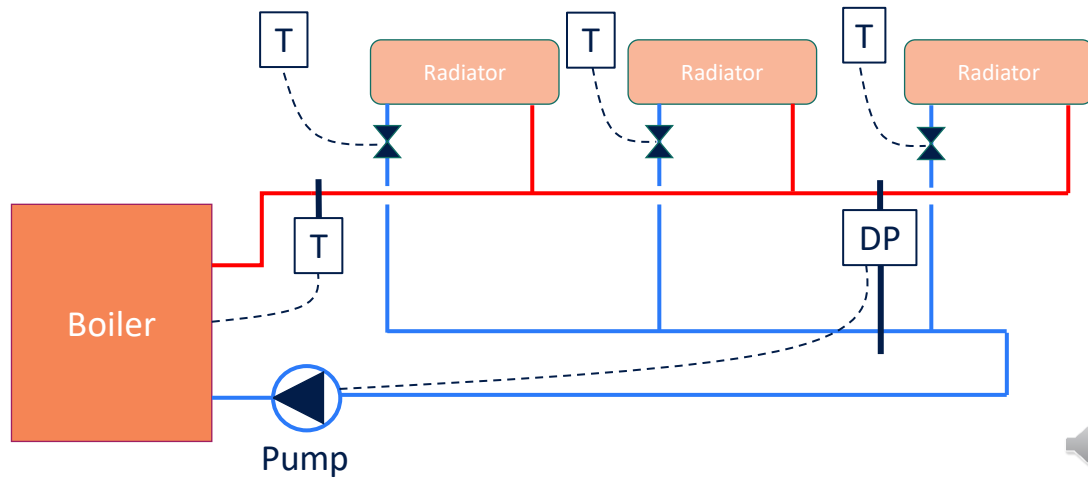 T
T
T
Radiator
Radiator
Radiator
T
DP
Boiler
Pump